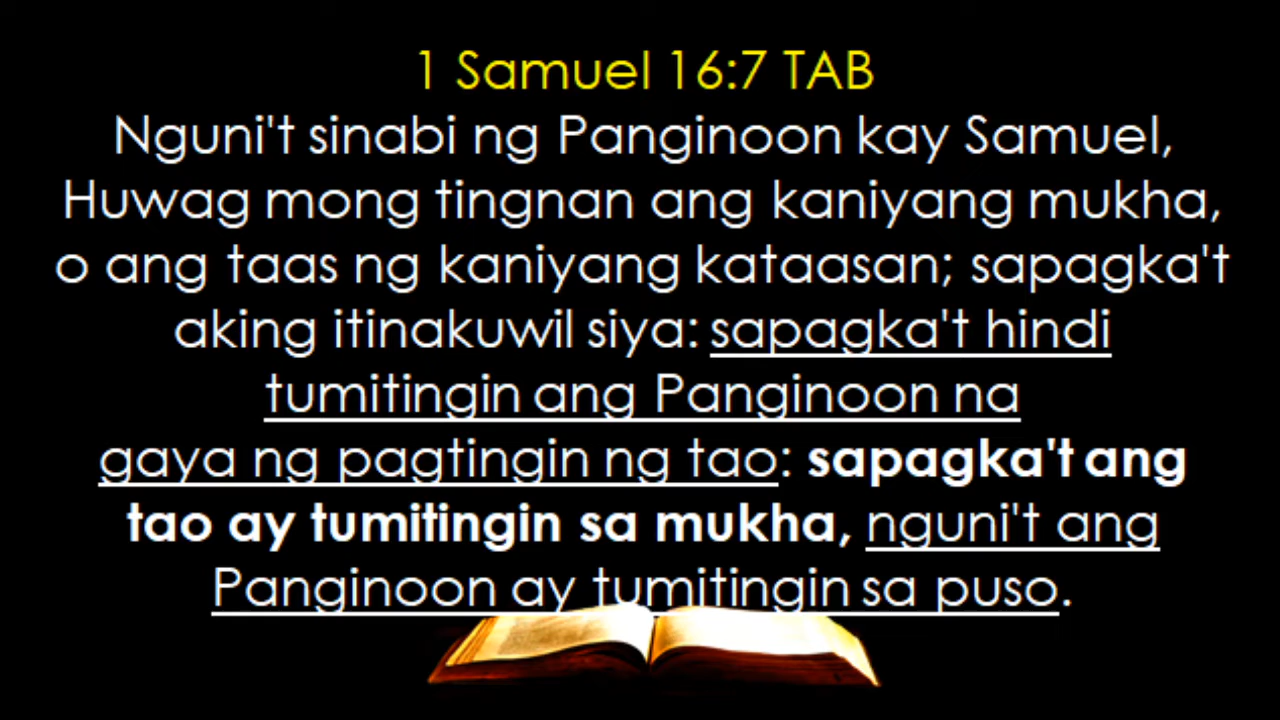 1 Samuel 16:7 TAB
Nguni't sinabi ng Panginoon kay Samuel,
Huwag mong tingnan ang kaniyang mukha,
o ang taas ng kaniyang kataasan; sapagka't
aking itinakuwil siya: sapagka't hindi
tumitingin ang Panginoon na
gaya ng pagtingin ng tao: sapagka't ang
tao ay tumitingin sa mukha, nguni't ang
Panginoon ay tumitingin sa puso.